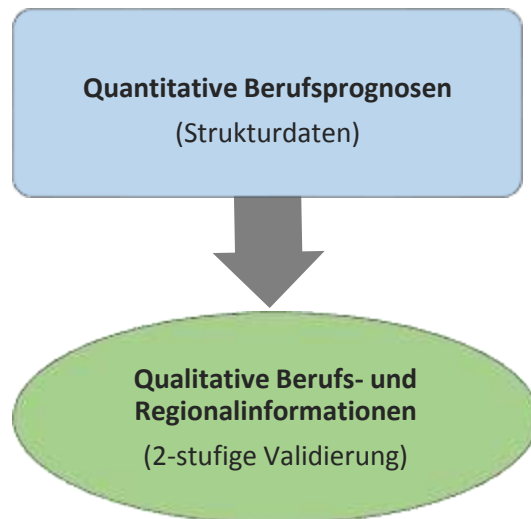 Quantitative Berufsprognosen
(Strukturdaten)
Qualitative Berufs- und
Regionalinformationen
(2-stufige Validierung)